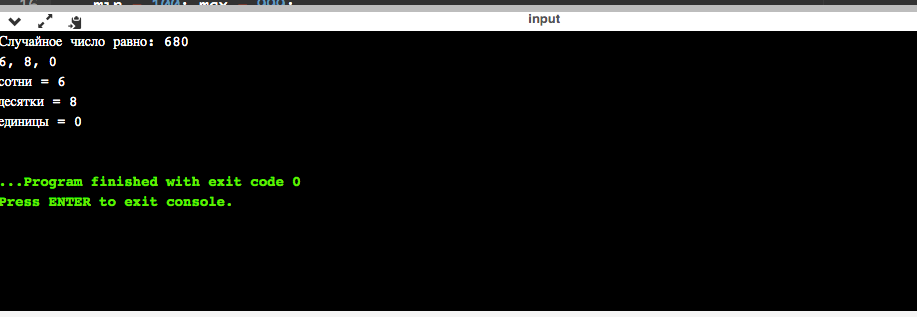 input
Случайное число равно: 680
6, 8, 0
сотни = 6
десятки = 8
единицы = 0
...Program finished with exit code 0
Press ENTER to exit console.